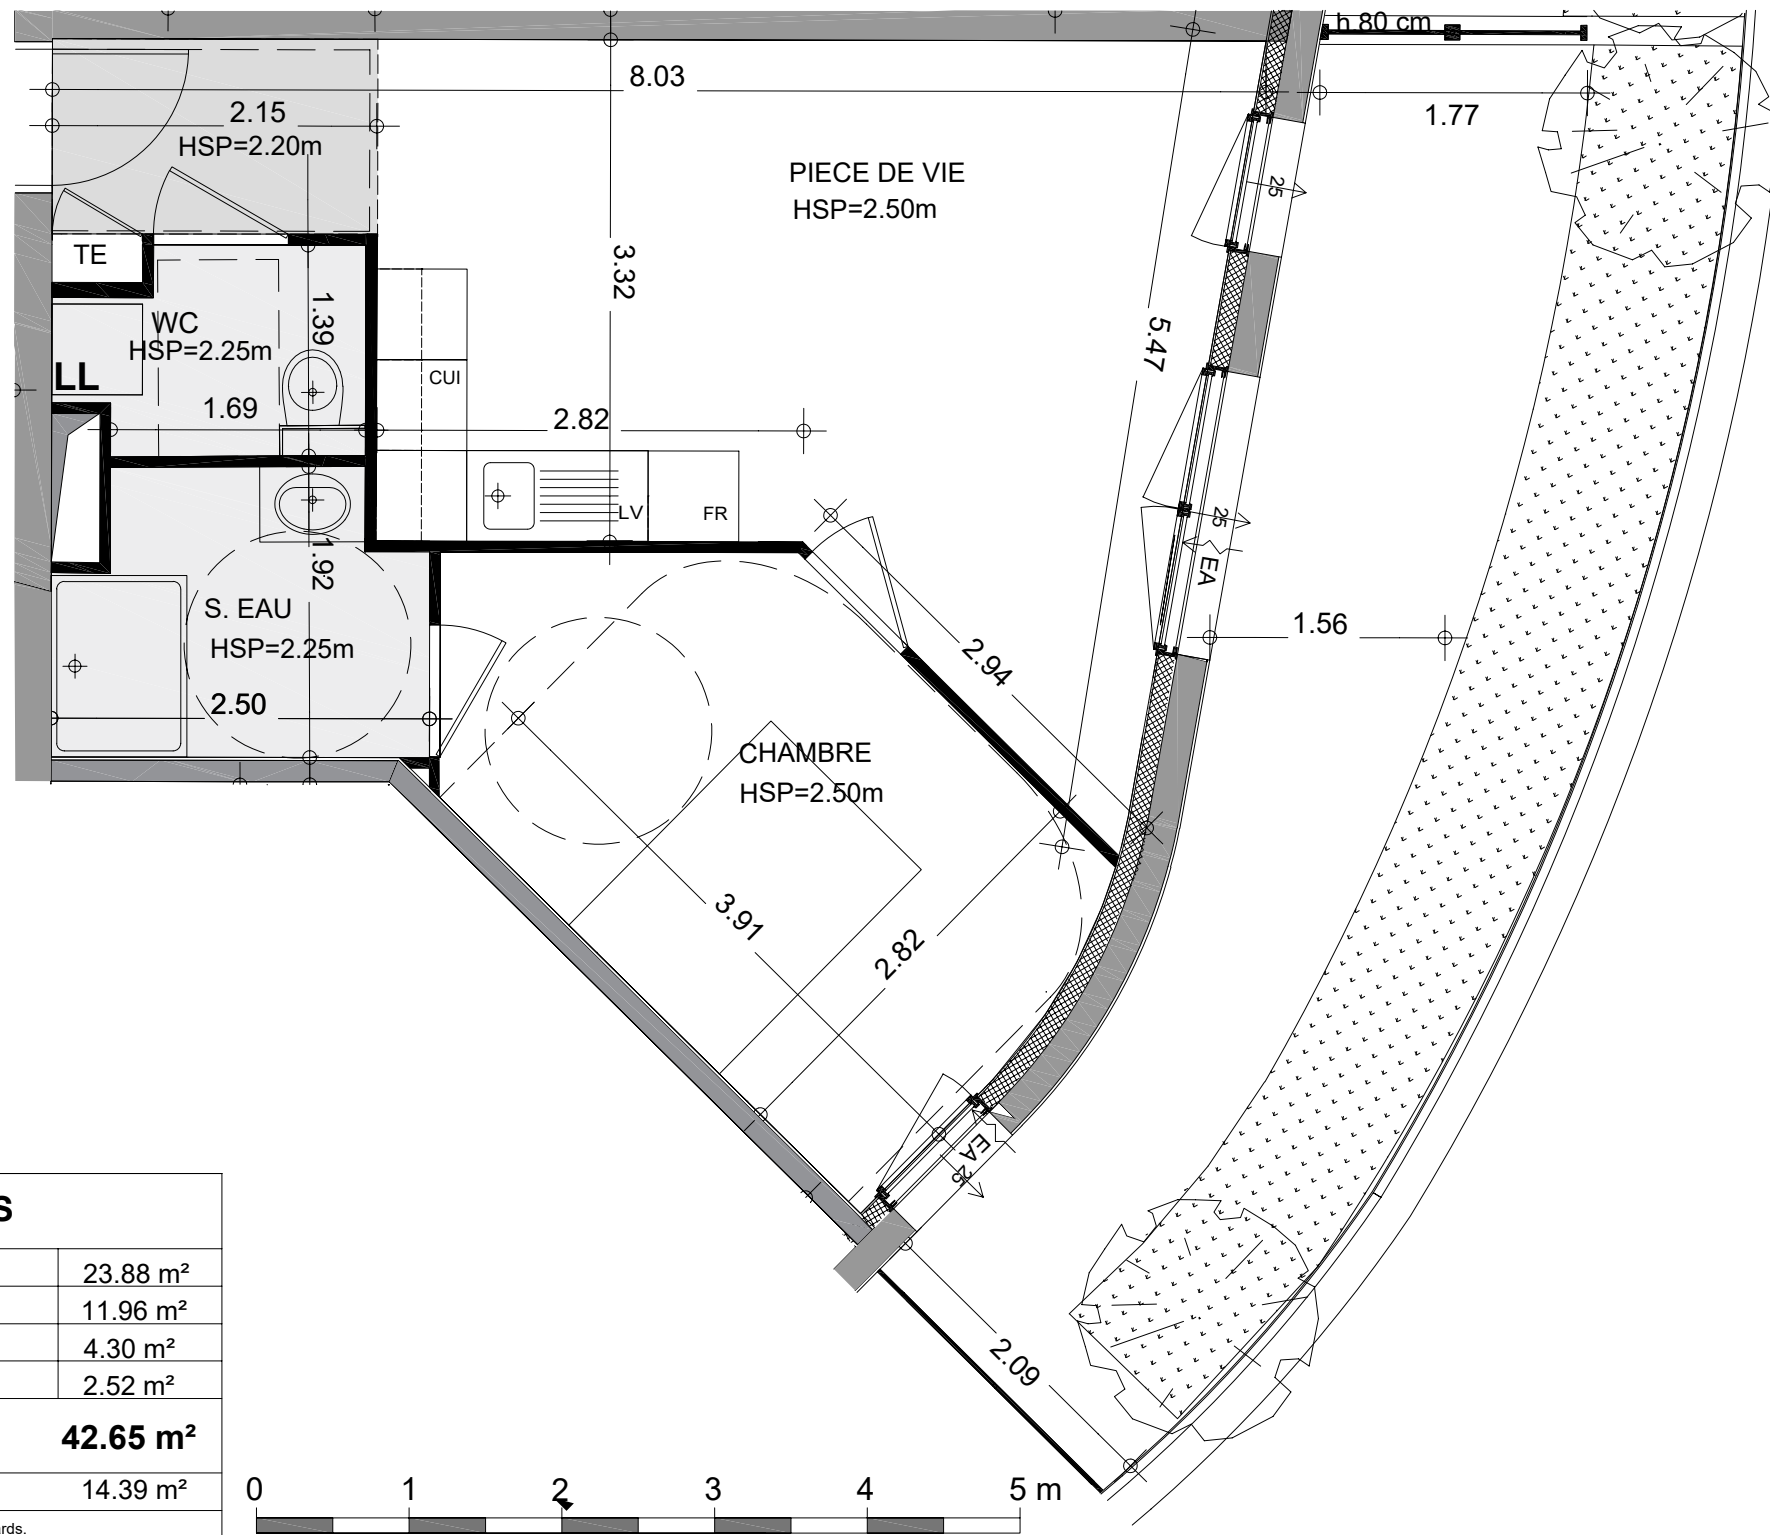 h 80 cm
8.03
2.15
HSP=2.20m
1.77
PIECE DE VIE
HSP=2.50m
25
TE
3.32
1.39
WC
HSP=2.25m
5.47
LL
CUI
1.69
2.82
LV
FR
25
EA
1.92
S. EAU
HSP=2.25m
1.56
2.94
2.50
CHAMBRE
HSP=2.50m
3.91
2.82
EA
25
2.09
S
23.88 m²
11.96 m²
4.30 m²
2.52 m²
42.65 m²
14.39 m²
0 1 2 3 4 5 m